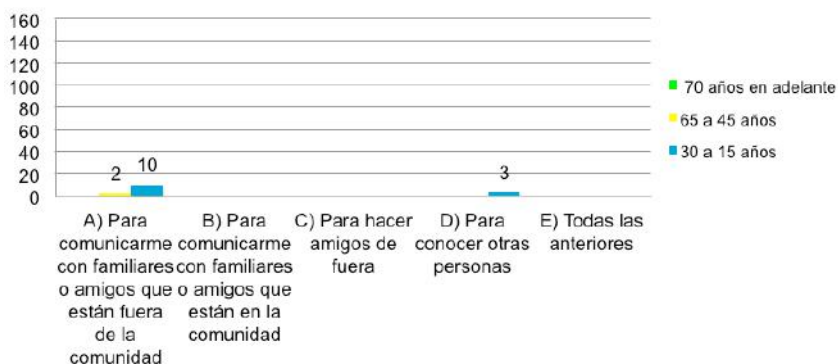 160
140
120
100
80
60
40
20
0
2
10
3
A) Para
comunicarme
con familiares
o amigos que
están fuera
de la
comunidad
B) Para
comunicarme
con familiares
o amigos que
están en la
comunidad
C) Para hacer
amigos de
fuera
D) Para
conocer otras
personas
E) Todas las
anteriores
70 años en adelante
65 a 45 años
30 a 15 años